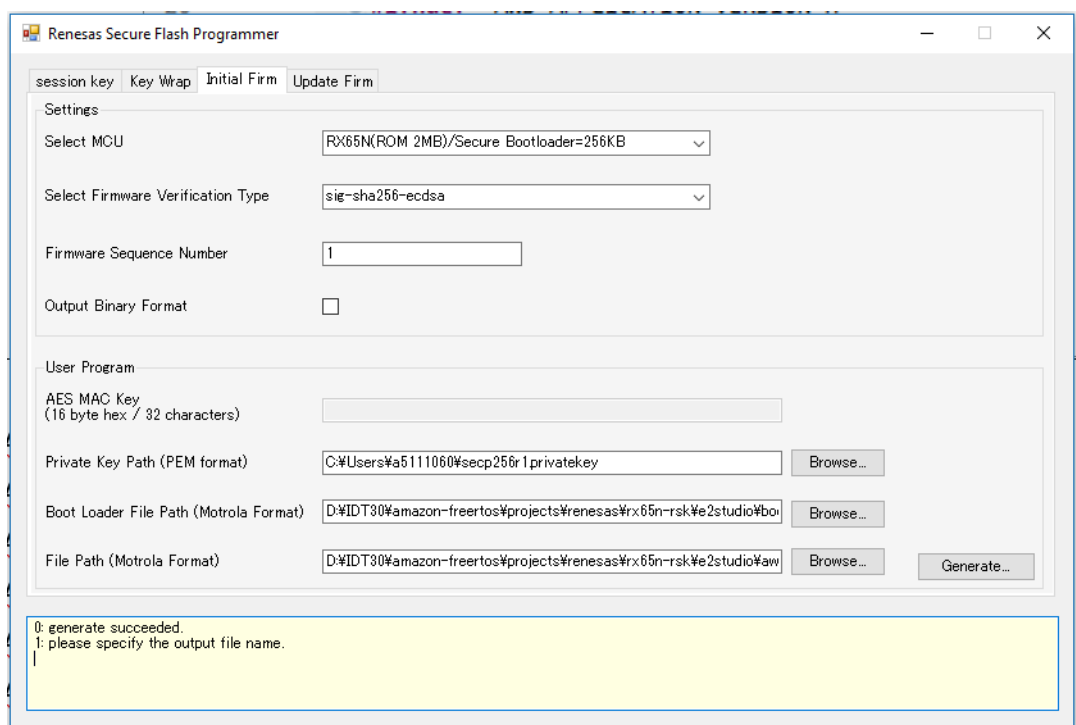 Renesas Secure Flash Programmer
session key Key Wrap Initial Firm Update Firm
Settings
Select MCU
RX65N(ROM 2MB)/Secure Bootloader=256KB
Select Firmware Verification Type
sig-sha256-ecdsa
Firmware Sequence Number
1
Output Binary Format
User Program
AES MAC Key
(16 byte hex / 32 characters)
Private Key Path (PEM format)
C:¥Users¥a5111060¥secp256r1.privatekey
Browse...
Boot Loader File Path (Motrola Format)
D:¥IDT30¥amazon-freertos¥projects¥renesas¥rx65n-rsk¥e2studio¥bo
Browse...
File Path (Motrola Format)
D:¥IDT30¥amazon-freertos¥projects¥renesas¥rx65n-rsk¥e2studio¥aw
Browse...
Generate...
0: generate succeeded.
1: please specify the output file name.